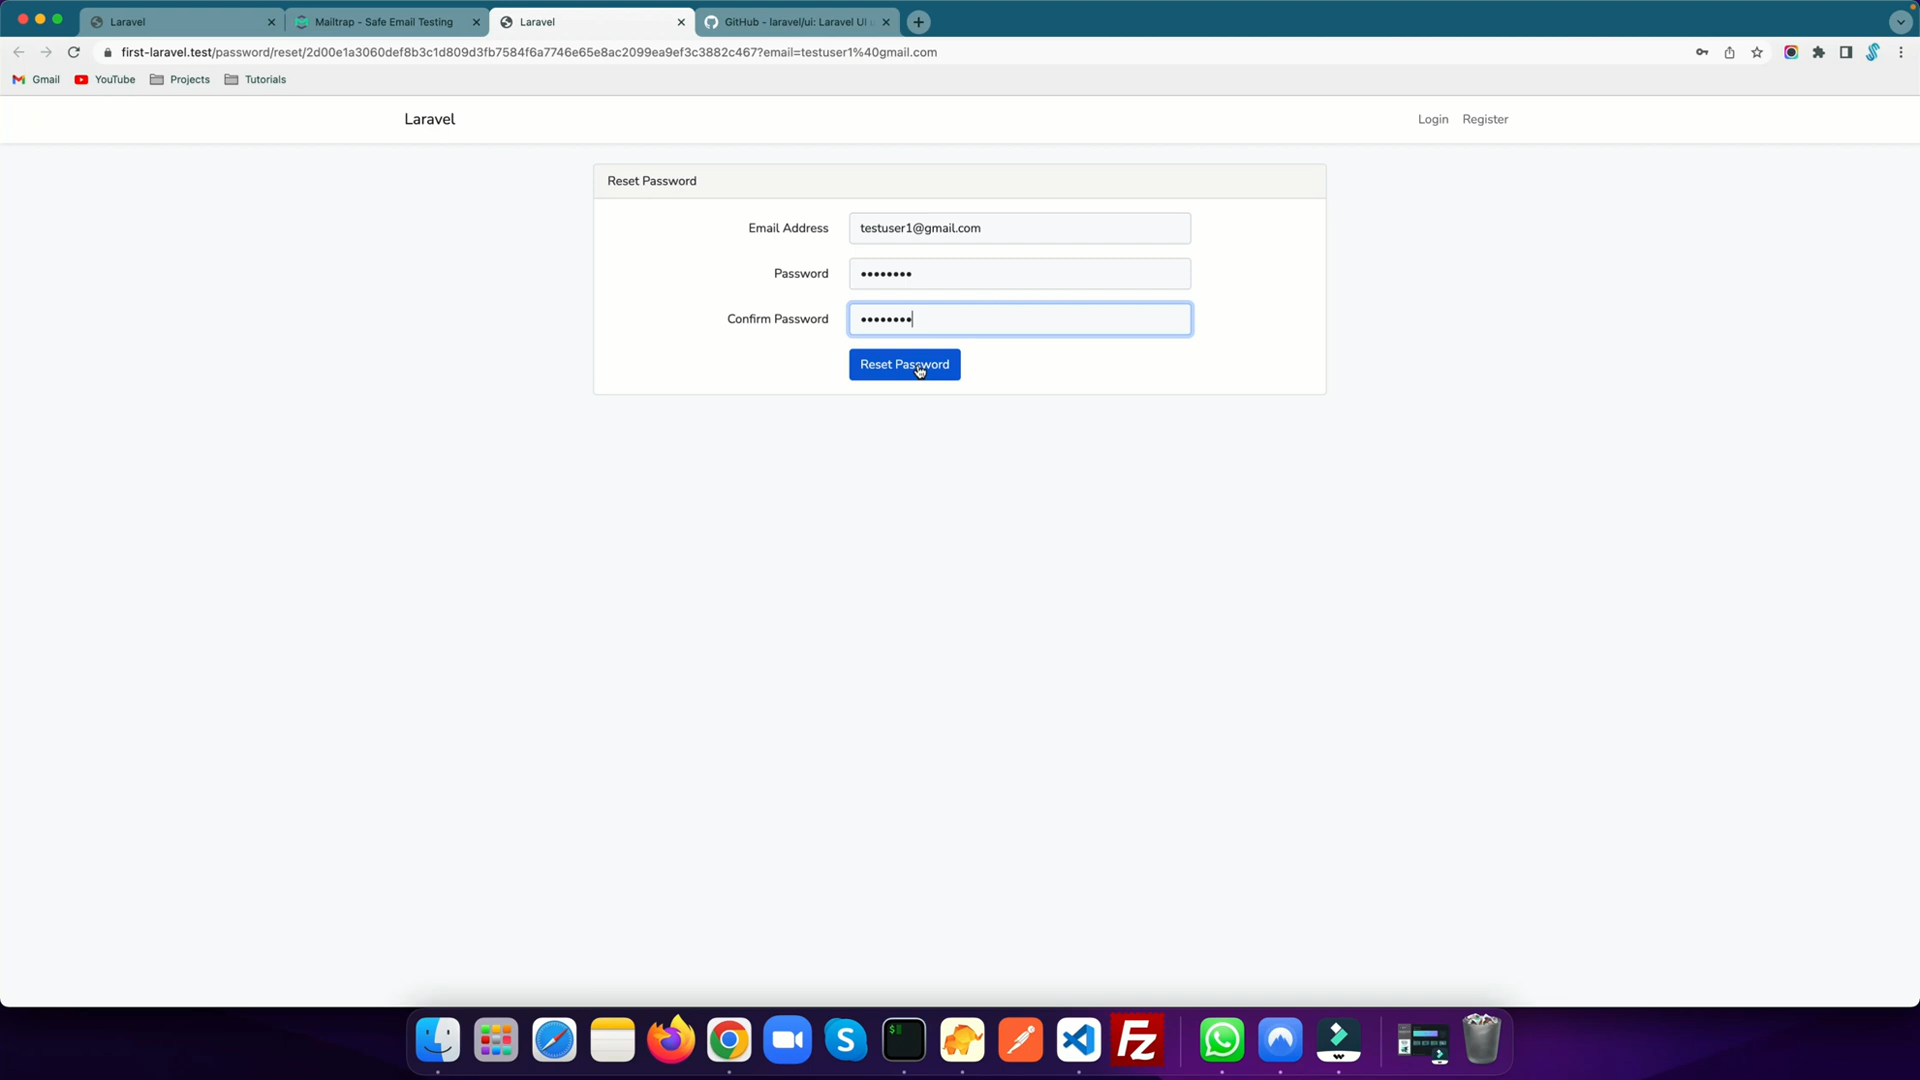 Laravel
Mailtrap - Safe Email Testing
Laravel
GitHub - laravel/ui: Laravel UI
first-laravel.test/password/reset/2d00e1a3060def8b3c1d809d3fb7584f6a7746e65e8ac2099ea9ef3c3882c467?email=testuser1%40gmail.com
Gmail
YouTube
Projects
Tutorials
Laravel
Login
Register
Reset Password
Email Address
testuser1@gmail.com
Password
••••••••
Confirm Password
••••••••
Reset Password